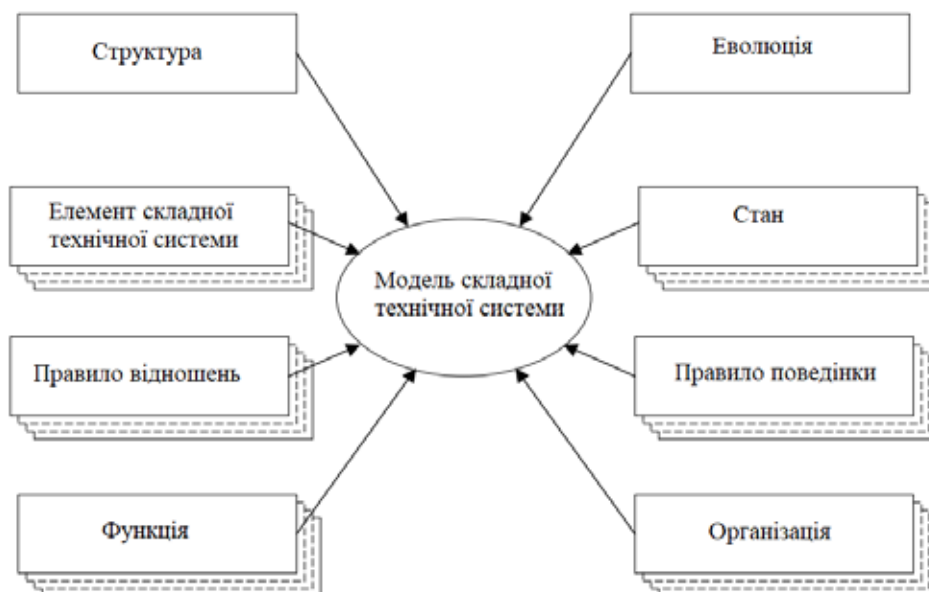 Структура
Еволюція
Елемент складної
технічної системи
Стан
Модель складної
технічної системи
Правило відношень
Правило поведінки
Функція
Організація